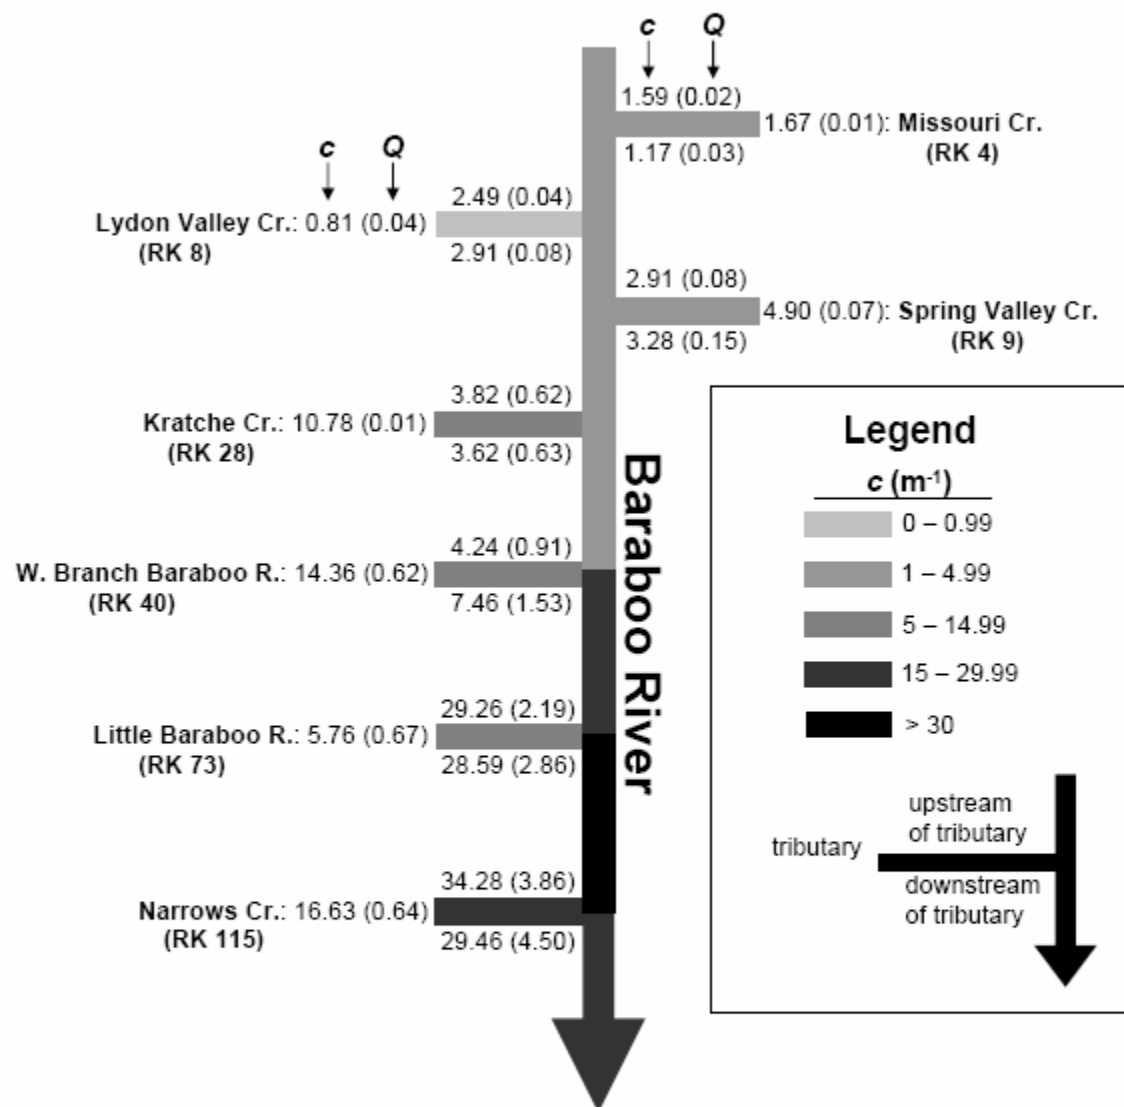 c Q
1.59 (0.02)
1.67 (0.01): Missouri Cr.
(RK 4)
1.17 (0.03)
c Q
2.49 (0.04)
Lydon Valley Cr.: 0.81 (0.04)
(RK 8)
2.91 (0.08)
2.91 (0.08)
4.90 (0.07): Spring Valley Cr.
(RK 9)
3.28 (0.15)
3.82 (0.62)
Kratche Cr.: 10.78 (0.01)
(RK 28)
3.62 (0.63)
4.24 (0.91)
W. Branch Baraboo R.: 14.36 (0.62)
(RK 40)
7.46 (1.53)
29.26 (2.19)
Little Baraboo R.: 5.76 (0.67)
(RK 73)
28.59 (2.86)
34.28 (3.86)
Narrows Cr.: 16.63 (0.64)
(RK 115)
29.46 (4.50)
Baraboo River
Legend
c (m⁻¹)
0 – 0.99
1 – 4.99
5 – 14.99
15 – 29.99
> 30
upstream
of tributary
tributary
downstream
of tributary